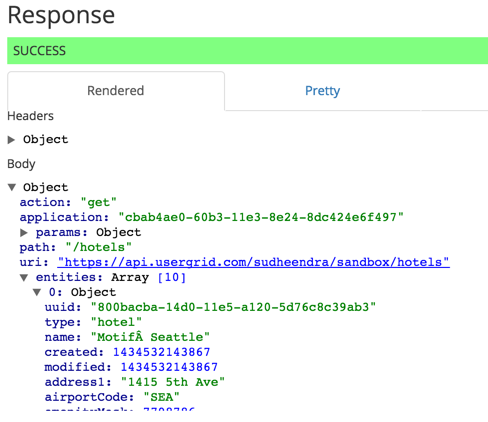 Response
SUCCESS
Rendered Pretty
Headers
▶ Object
Body
▼ Object
action: "get"
application: "cbab4ae0-60b3-11e3-8e24-8dc424e6f497"
▶ params: Object
path: "/hotels"
uri: "https://api.usergrid.com/sudheendra/sandbox/hotels"
▼ entities: Array [10]
▼ 0: Object
uuid: "800bacba-14d0-11e5-a120-5d76c8c39ab3"
type: "hotel"
name: "MotifÂ Seattle"
created: 1434532143867
modified: 1434532143867
address1: "1415 5th Ave"
airportCode: "SEA"